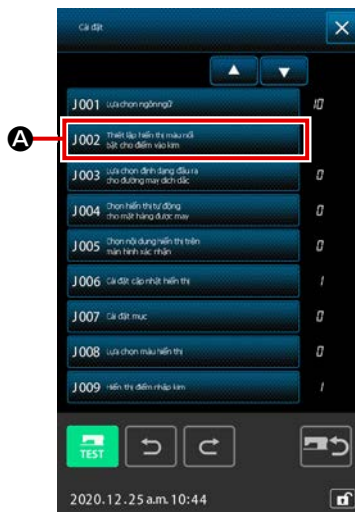 Cài đặt
J001 Lựa chọn ngôn ngữ? 10
A
J002 Thiết lập hiển thị màu nổi
bật cho điểm vào kim
J003 Lựa chọn định dạng đầu ra
cho đường may dích dắc 0
J004 Chọn hiển thị tự động
cho mặt hàng được may 0
J005 Chọn nội dung hiển thị trên
màn hình xác nhận 0
J006 Cài đặt cập nhật hiển thị 1
J007 Cài đặt mục 0
J008 Lựa chọn màu hiển thị 0
J009 Hiển thị điểm nhập kim 1
TEST
2020.12.25 a.m. 10:44